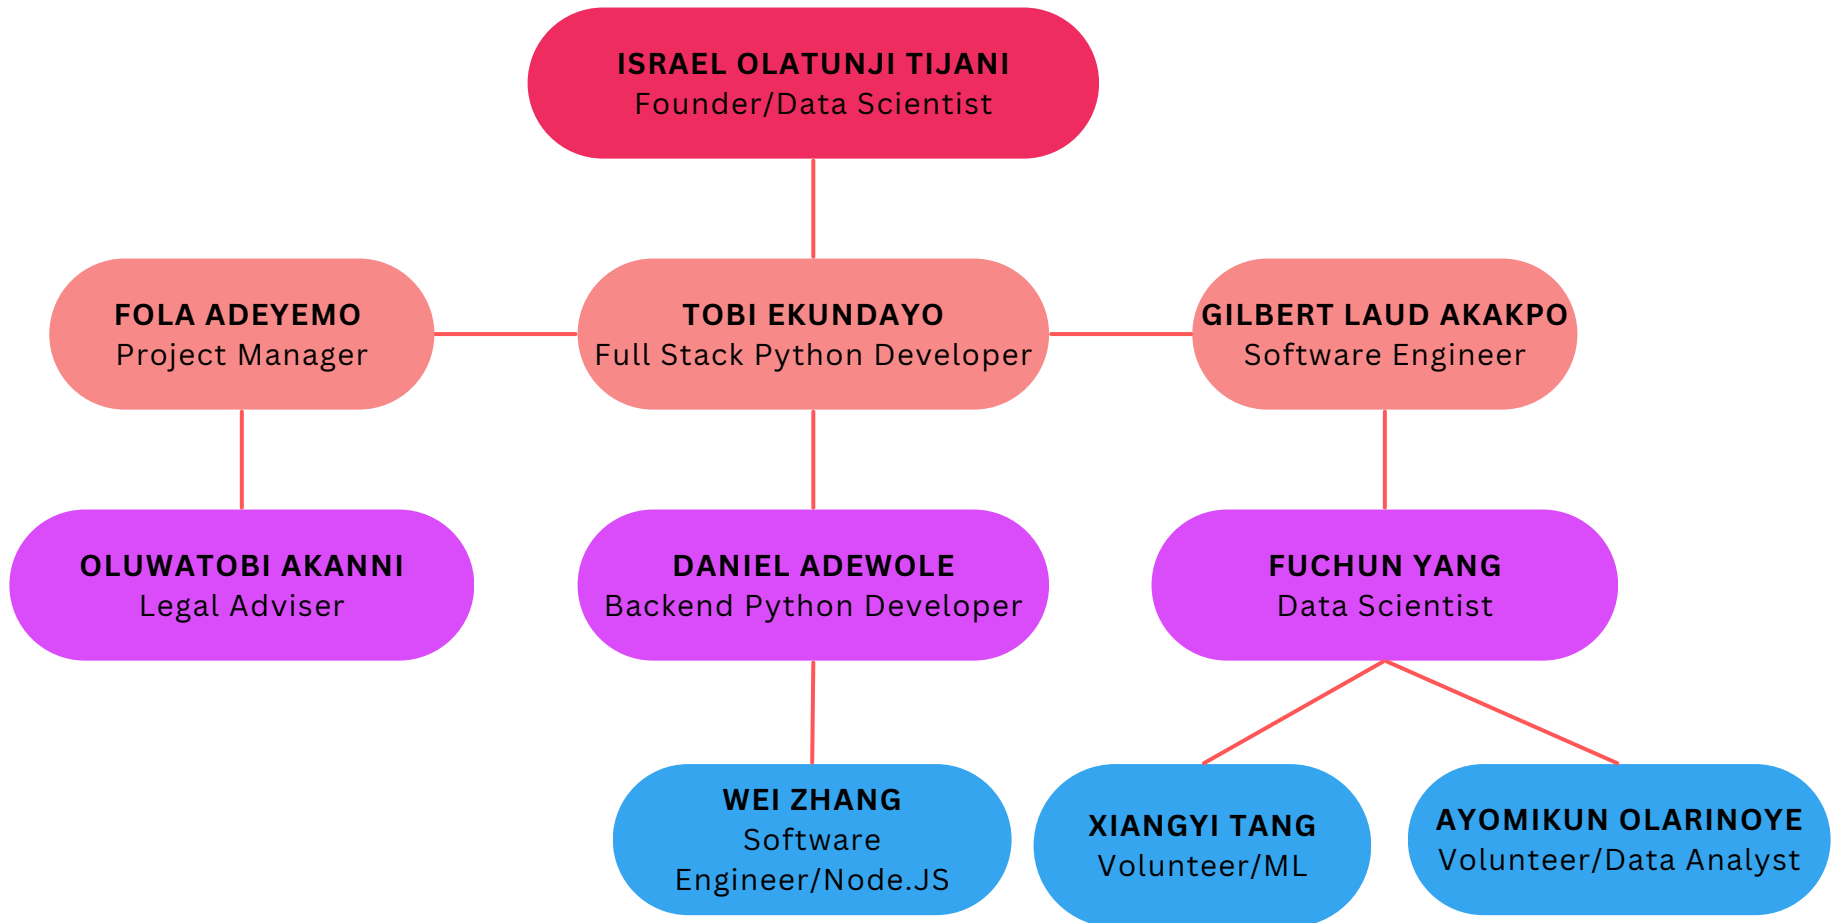 ISRAEL OLATUNJI TIJANI
Founder/Data Scientist
FOLA ADEYEMO
Project Manager
TOBI EKUNDAYO
Full Stack Python Developer
GILBERT LAUD AKAKPO
Software Engineer
OLUWATOBI AKANNI
Legal Adviser
DANIEL ADEWOLE
Backend Python Developer
FUCHUN YANG
Data Scientist
WEI ZHANG
Software
Engineer/Node.JS
XIANGYI TANG
Volunteer/ML
AYOMIKUN OLARINOYE
Volunteer/Data Analyst